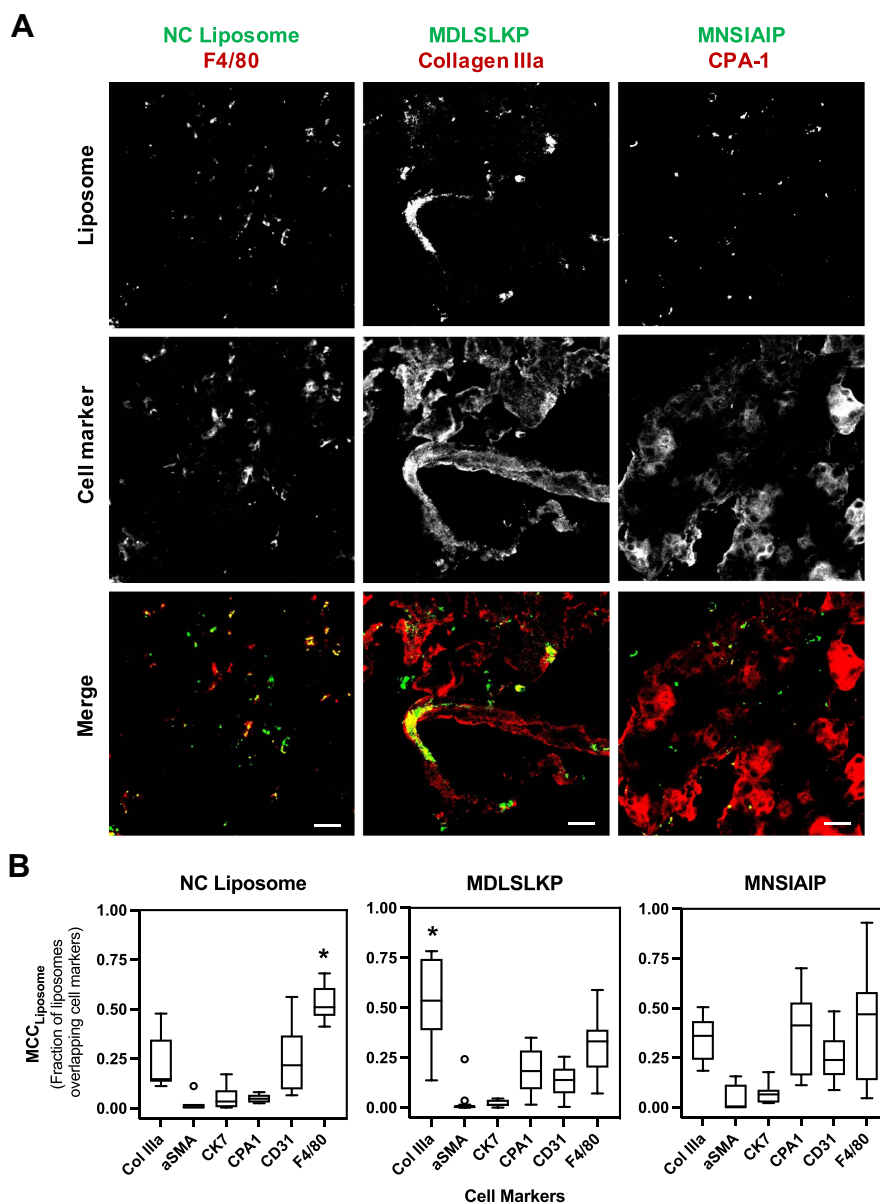 A
NC Liposome
F4/80
MDLSLKP
Collagen IIIa
MNSIAIP
CPA-1
Liposome
Cell marker
Merge
B
NC Liposome
MDLSLKP
MNSIAIP
MCC Liposome
(Fraction of liposomes
overlapping cell markers)
1.00
0.75
0.50
0.25
0.00
*
Col IIIa
aSMA
CK7
CPA1
CD31
F4/80
1.00
0.75
0.50
0.25
0.00
*
Col IIIa
aSMA
CK7
CPA1
CD31
F4/80
1.00
0.75
0.50
0.25
0.00
Col IIIa
aSMA
CK7
CPA1
CD31
F4/80
Cell Markers